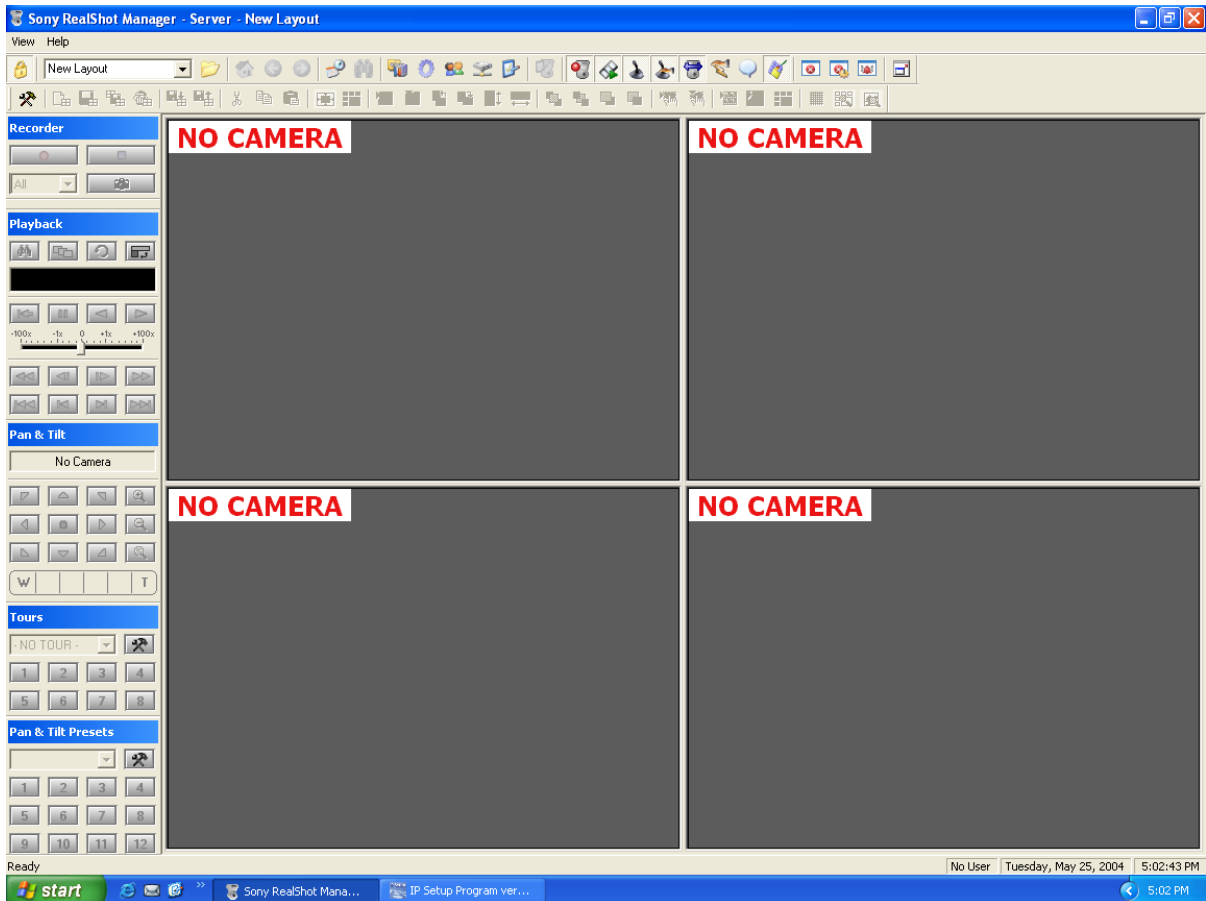 Sony RealShot Manager - Server - New Layout
View Help
New Layout
Recorder
All
Playback
-100x -1x 0 +1x +100x
Pan & Tilt
No Camera
W T
Tours
- NO TOUR -
1 2 3 4
5 6 7 8
Pan & Tilt Presets
1 2 3 4
5 6 7 8
9 10 11 12
NO CAMERA NO CAMERA
NO CAMERA NO CAMERA
Ready No User Tuesday, May 25, 2004 5:02:43 PM
start Sony RealShot Mana... IP Setup Program ver... 5:02 PM